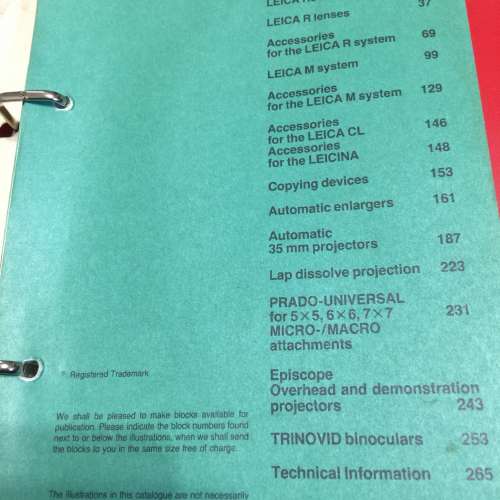 37
LEICA R lenses
Accessories
for the LEICA R system 69
LEICA M system 99
Accessories
for the LEICA M system 129
Accessories
for the LEICA CL 146
Accessories
for the LEICINA 148
Copying devices 153
Automatic enlargers 161
Automatic
35 mm projectors 187
Lap dissolve projection 223
PRADO-UNIVERSAL
for 5×5, 6×6, 7×7 231
MICRO-/MACRO
attachments
Episcope
Overhead and demonstration
projectors 243
TRINOVID binoculars 253
Technical Information 265
® Registered Trademark
We shall be pleased to make blocks available for
publication. Please indicate the block numbers found
next to or below the illustrations, when we shall send
the blocks to you in the same size free of charge.
The illustrations in this catalogue are not necessarily